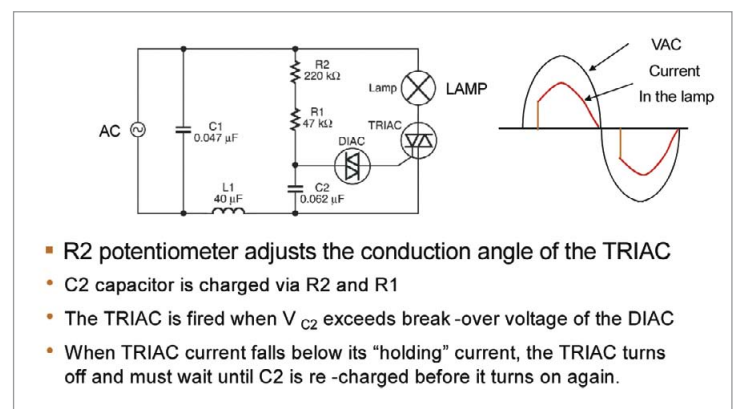 R2
220 kΩ
Lamp
LAMP
VAC
Current
In the lamp
R1
47 kΩ
TRIAC
AC
C1
0.047 µF
DIAC
L1
40 µF
C2
0.062 µF
▪ R2 potentiometer adjusts the conduction angle of the TRIAC
• C2 capacitor is charged via R2 and R1
• The TRIAC is fired when V C2 exceeds break -over voltage of the DIAC
• When TRIAC current falls below its “holding” current, the TRIAC turns
off and must wait until C2 is re -charged before it turns on again.